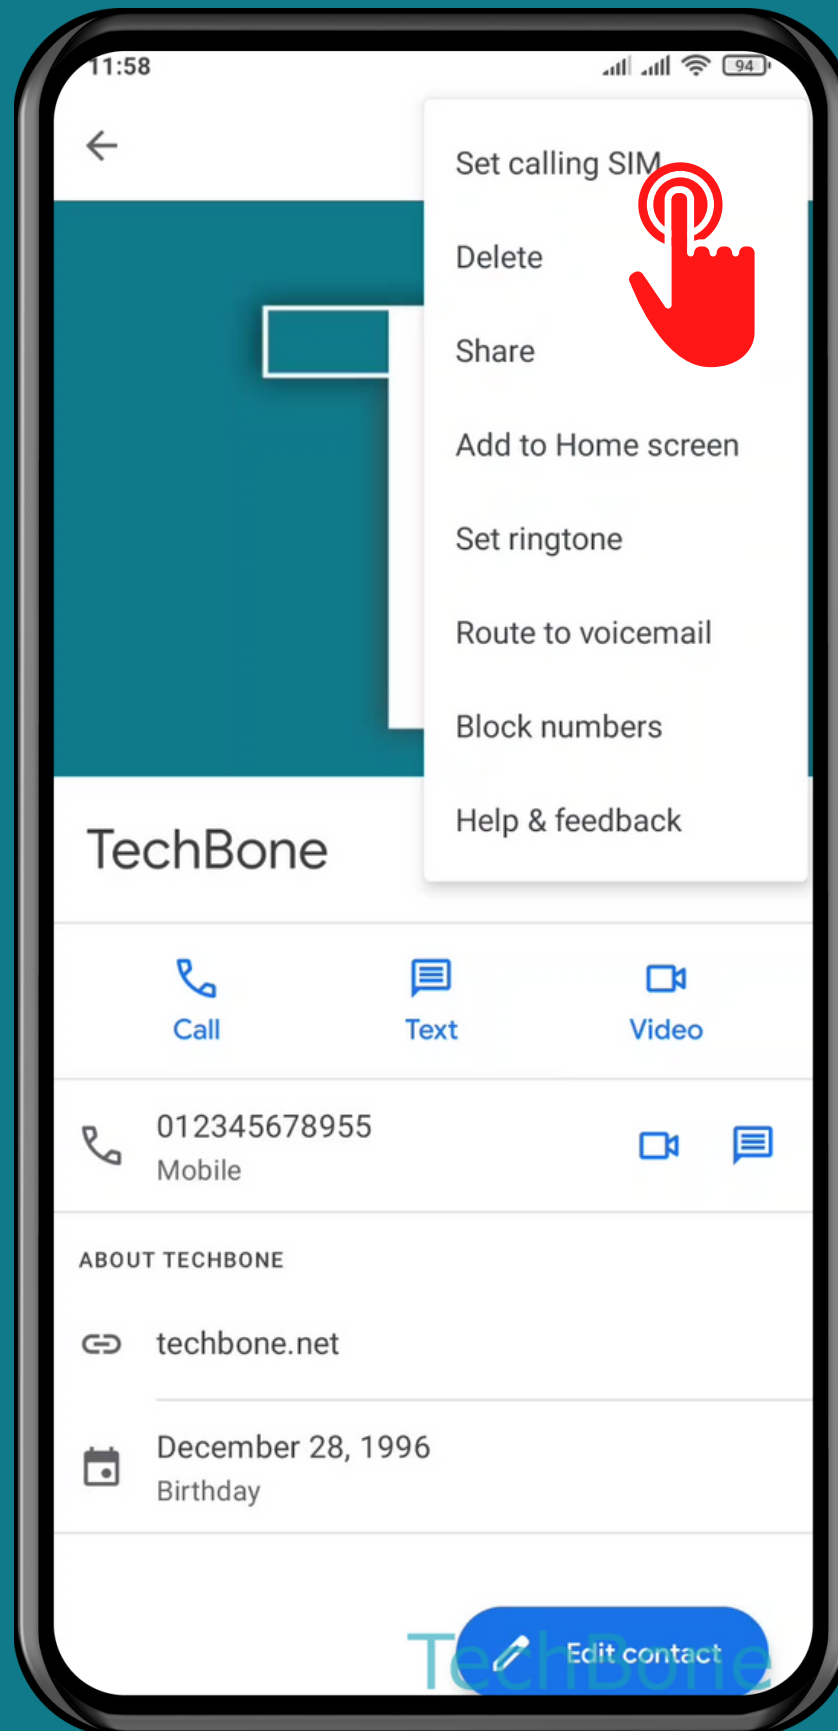 11:58
94
Set calling SIM
Delete
Share
Add to Home screen
Set ringtone
Route to voicemail
Block numbers
Help & feedback
TechBone
Call Text Video
012345678955
Mobile
ABOUT TECHBONE
techbone.net
December 28, 1996
Birthday
Edit contact
TechBone